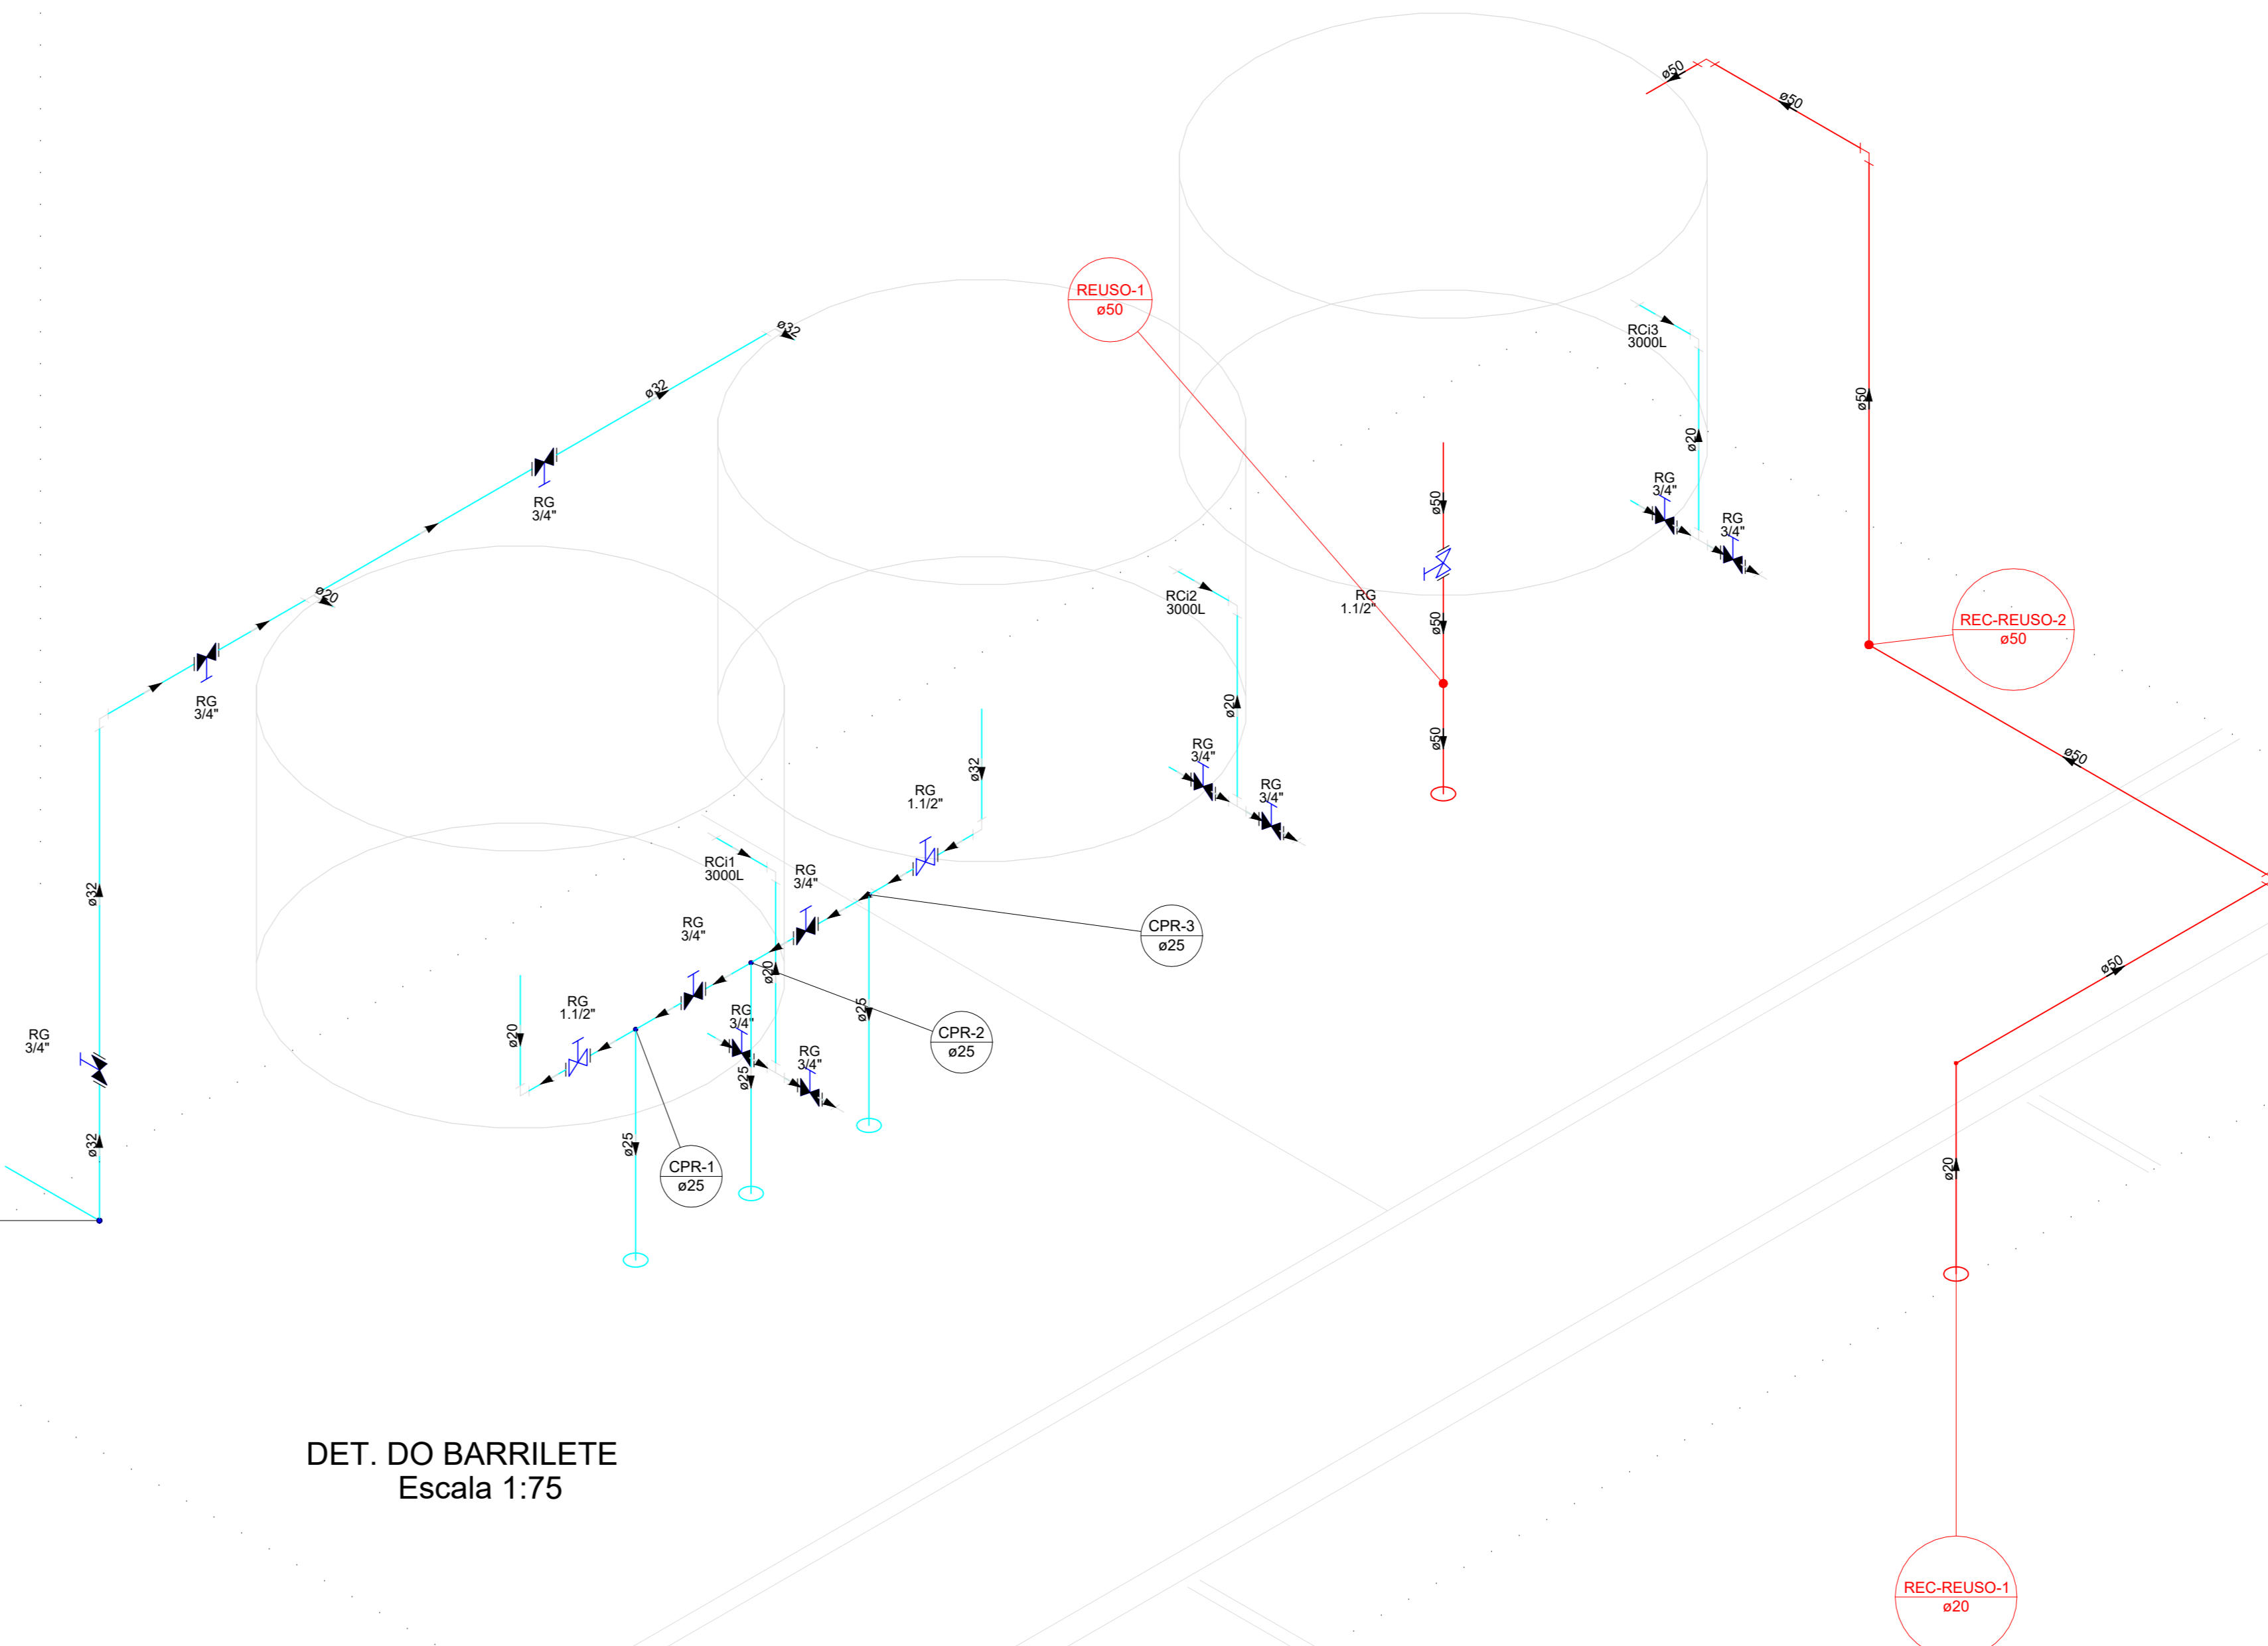 ø50
ø50
REUSO-1
ø50
ø32
RCi3
3000L
ø32
ø50
ø20
RG
3/4"
RG
3/4"
ø50
RG
3/4"
RG
3/4"
ø20
RCi2
3000L
RG
1.1/2"
ø50
REC-REUSO-2
ø50
ø20
RG
3/4"
ø50
RG
3/4"
ø50
ø32
RG
3/4"
RG
1.1/2"
RCi1
3000L
RG
3/4"
ø32
RG
3/4"
CPR-3
ø25
ø50
ø20
RG
1.1/2"
ø25
RG
3/4"
ø20
CPR-2
ø25
RG
3/4"
RG
3/4"
ø25
ø32
ø25
CPR-1
ø25
ø20
DET. DO BARRILETE
Escala 1:75
REC-REUSO-1
ø20